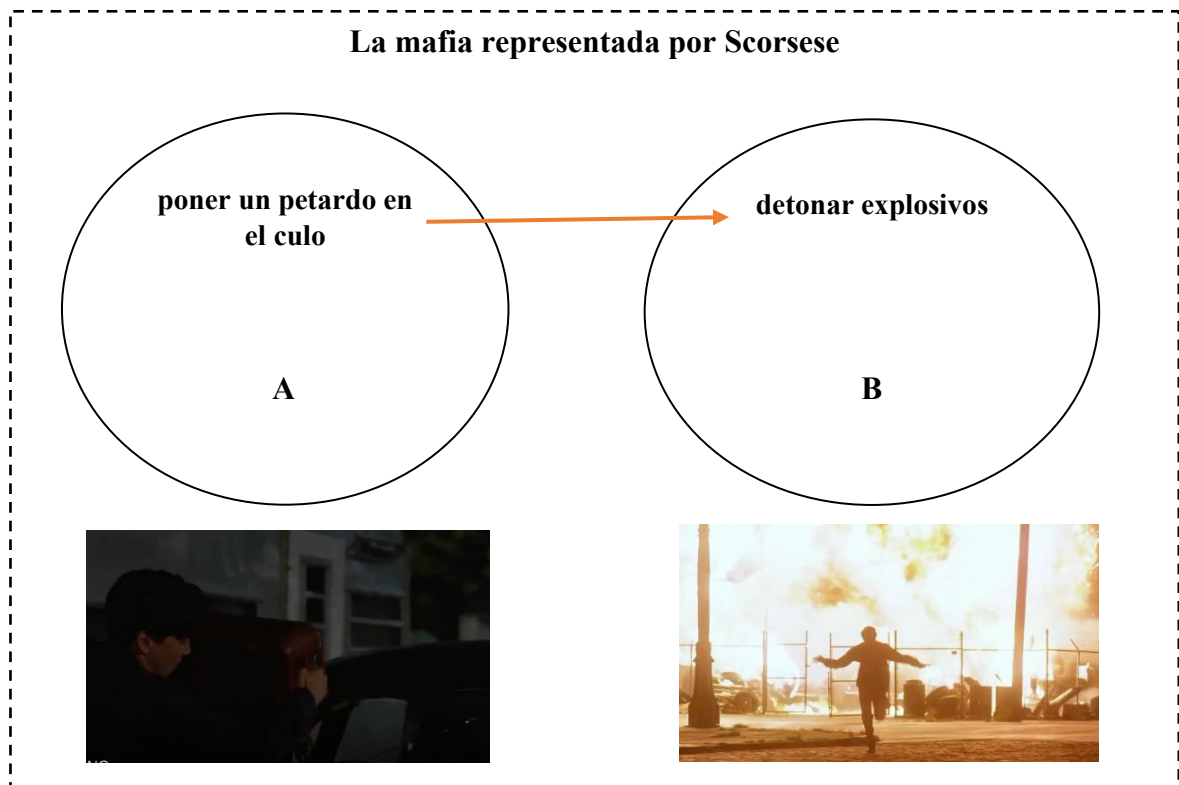 La mafia representada por Scorsese
poner un petardo en
el culo
detonar explosivos
A
B